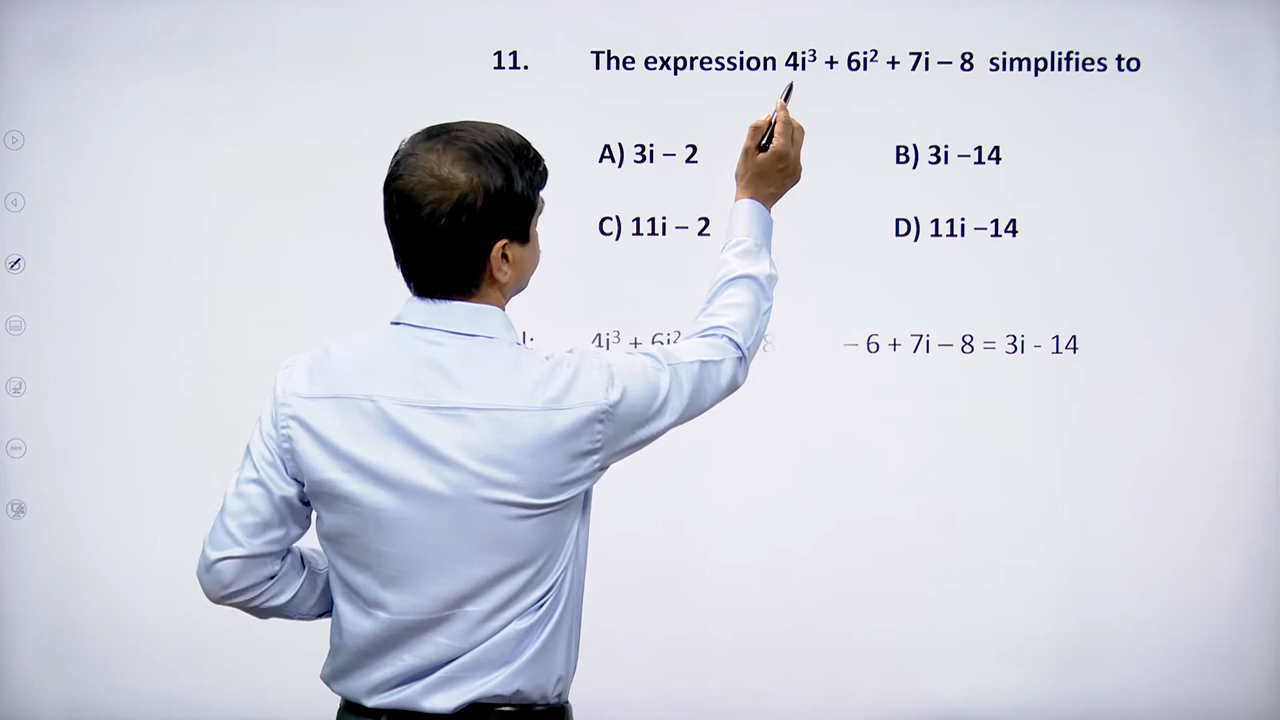 11. The expression 4i³ + 6i² + 7i – 8 simplifies to
A) 3i – 2 B) 3i –14
C) 11i – 2 D) 11i –14
4i³ + 6i² 8 – 6 + 7i – 8 = 3i - 14